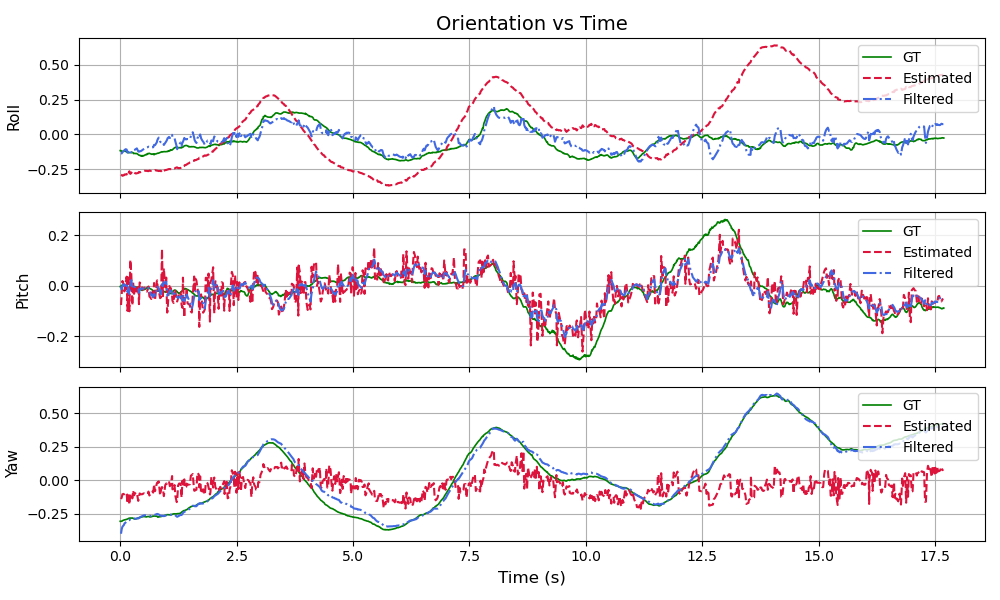 Orientation vs Time
Roll
0.50
0.25
0.00
−0.25
GT
Estimated
Filtered
Pitch
0.2
0.0
−0.2
GT
Estimated
Filtered
Yaw
0.50
0.25
0.00
−0.25
GT
Estimated
Filtered
0.0 2.5 5.0 7.5 10.0 12.5 15.0 17.5
Time (s)